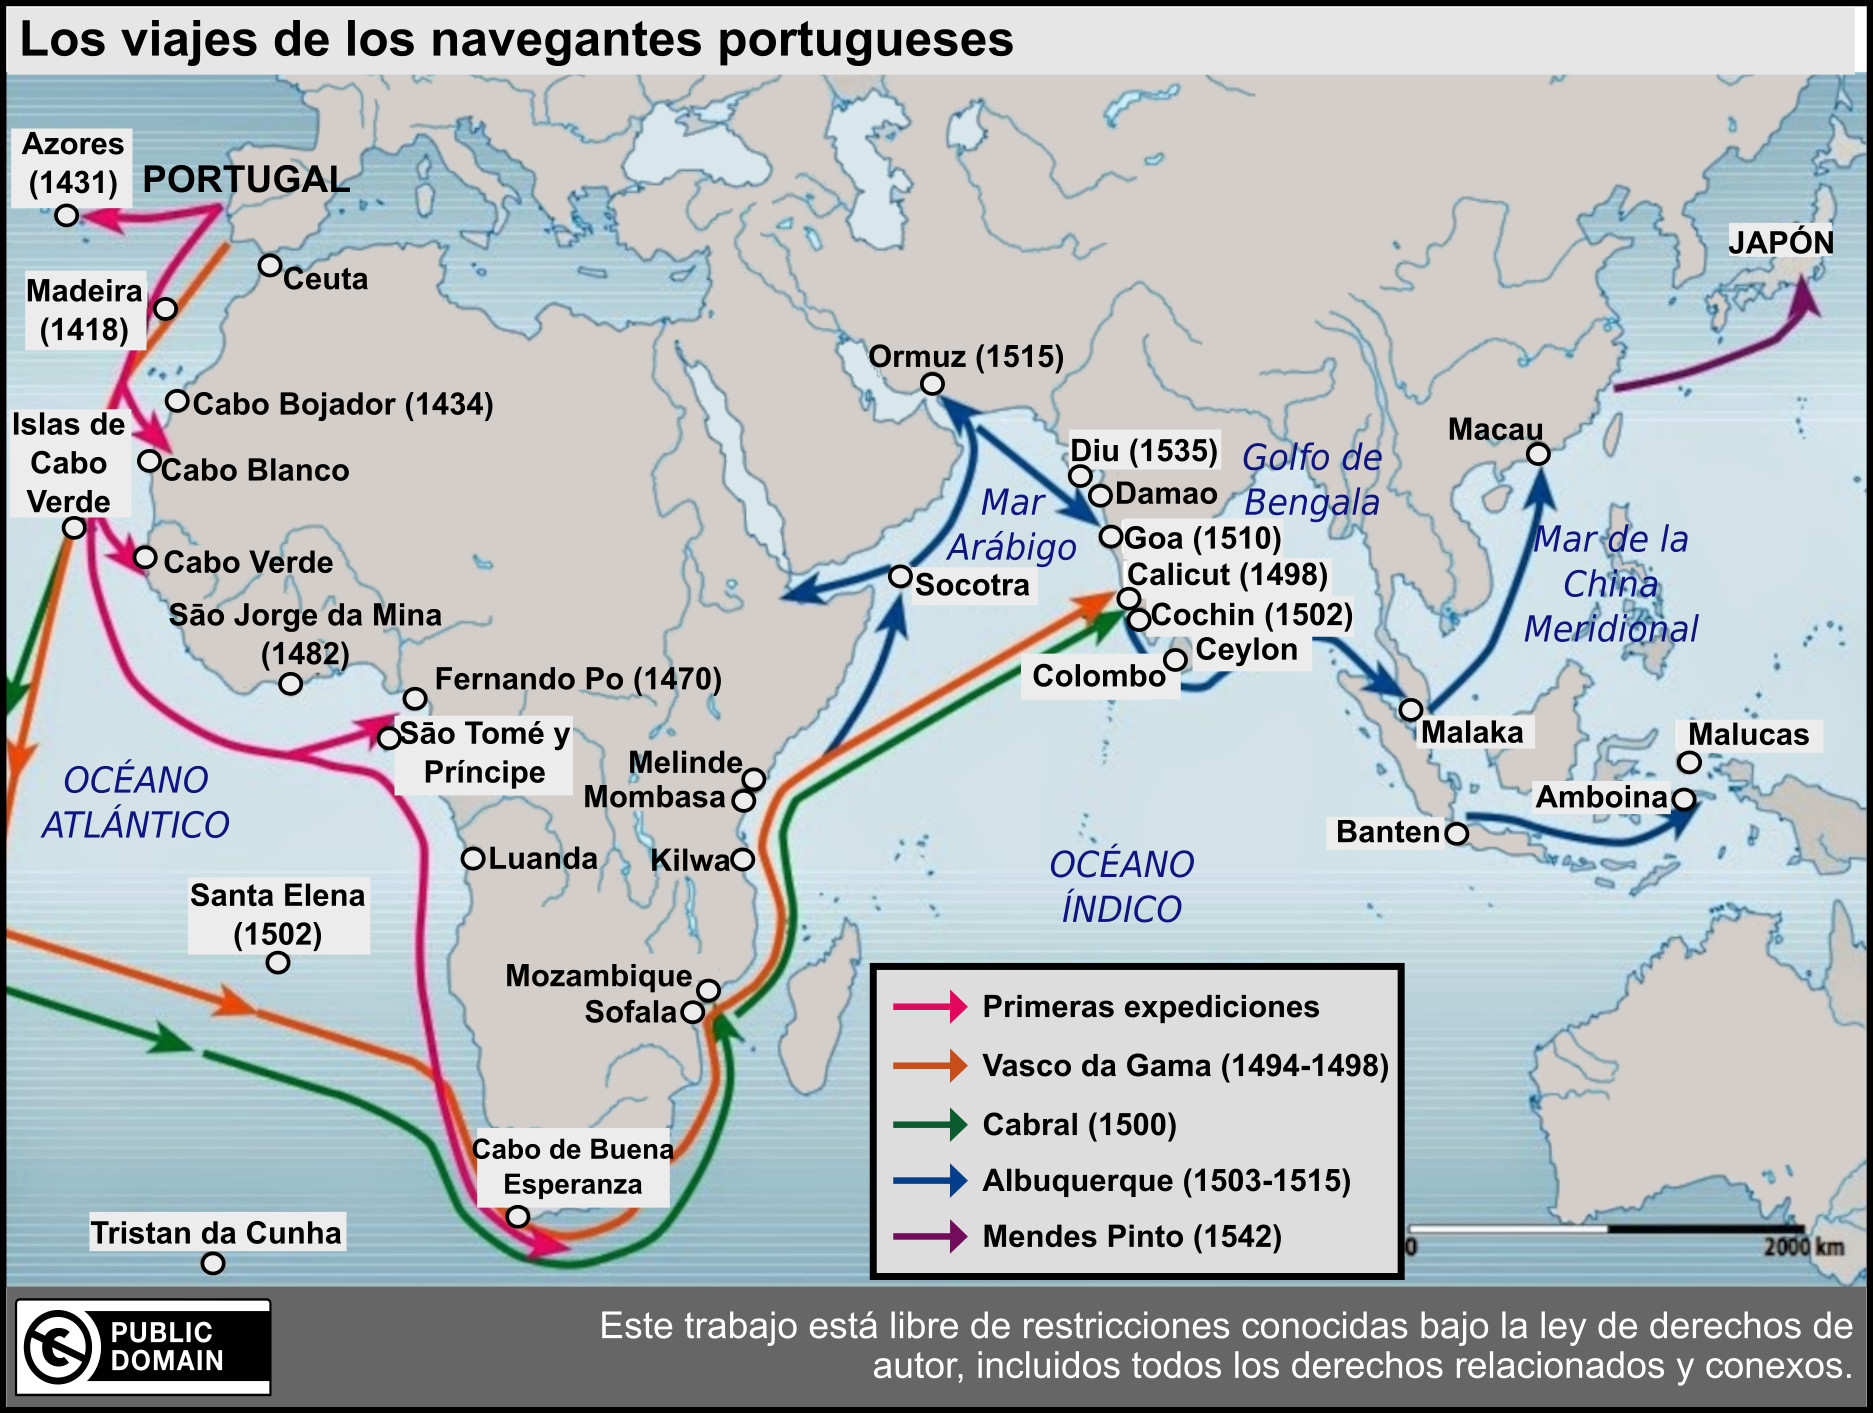 Los viajes de los navegantes portugueses
Azores
(1431)
PORTUGAL
Madeira
(1418)
Ceuta
Cabo Bojador (1434)
Islas de
Cabo
Verde
Cabo Blanco
Cabo Verde
São Jorge da Mina
(1482)
Fernando Po (1470)
São Tomé y
Príncipe
OCÉANO
ATLÁNTICO
Luanda
Santa Elena
(1502)
Tristan da Cunha
Cabo de Buena
Esperanza
Melinde
Mombasa
Kilwa
Mozambique
Sofala
Ormuz (1515)
Mar
Arábigo
Socotra
Diu (1535)
Damao
Goa (1510)
Calicut (1498)
Cochin (1502)
Ceylon
Colombo
Golfo de
Bengala
OCÉANO
ÍNDICO
JAPÓN
Macau
Mar de la
China
Meridional
Malaka
Malucas
Amboina
Banten
Primeras expediciones
Vasco da Gama (1494-1498)
Cabral (1500)
Albuquerque (1503-1515)
Mendes Pinto (1542)
0 2000 km
PUBLIC
DOMAIN
Este trabajo está libre de restricciones conocidas bajo la ley de derechos de
autor, incluidos todos los derechos relacionados y conexos.